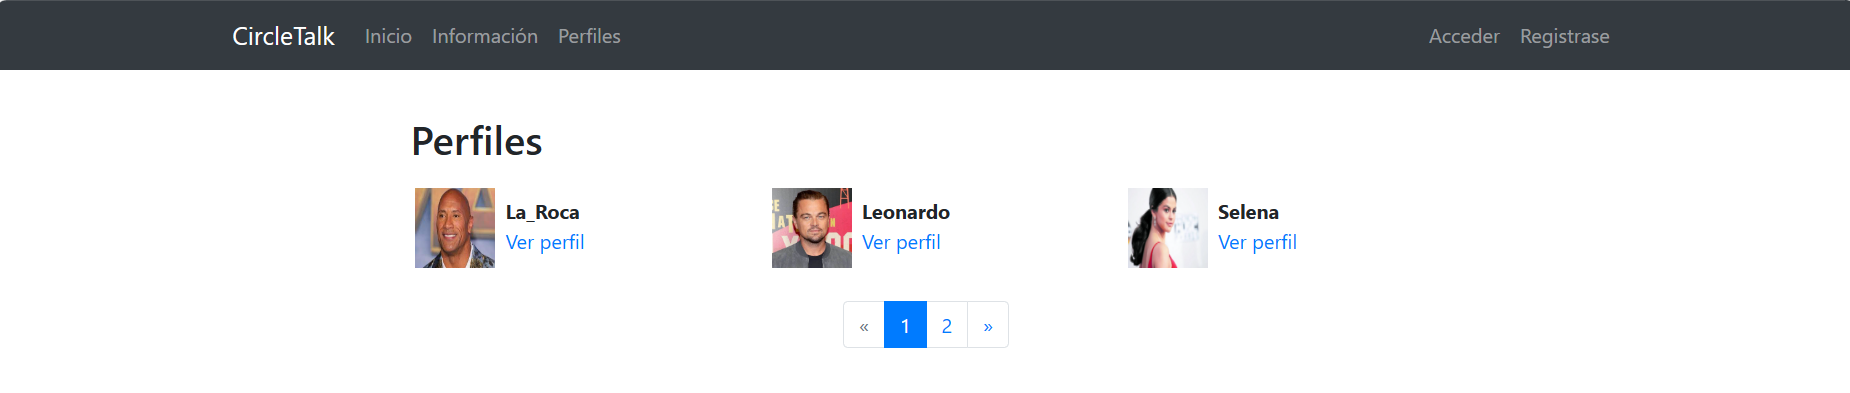 CircleTalk Inicio Información Perfiles Acceder Registrase
Perfiles
La_Roca
Ver perfil
Leonardo
Ver perfil
Selena
Ver perfil
« 1 2 »